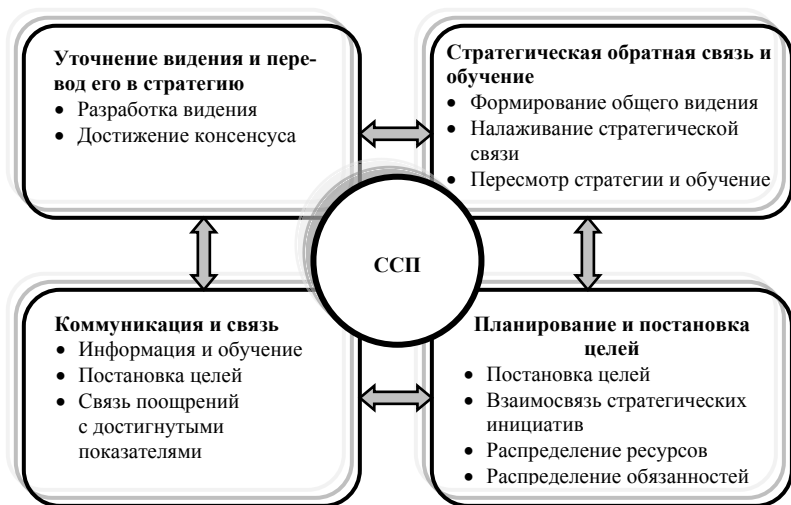 Уточнение видения и пере-
вод его в стратегию
• Разработка видения
• Достижение консенсуса
Стратегическая обратная связь и
обучение
• Формирование общего видения
• Налаживание стратегической
связи
• Пересмотр стратегии и обучение
ССП
Коммуникация и связь
• Информация и обучение
• Постановка целей
• Связь поощрений
с достигнутыми
показателями
Планирование и постановка
целей
• Постановка целей
• Взаимосвязь стратегических
инициатив
• Распределение ресурсов
• Распределение обязанностей